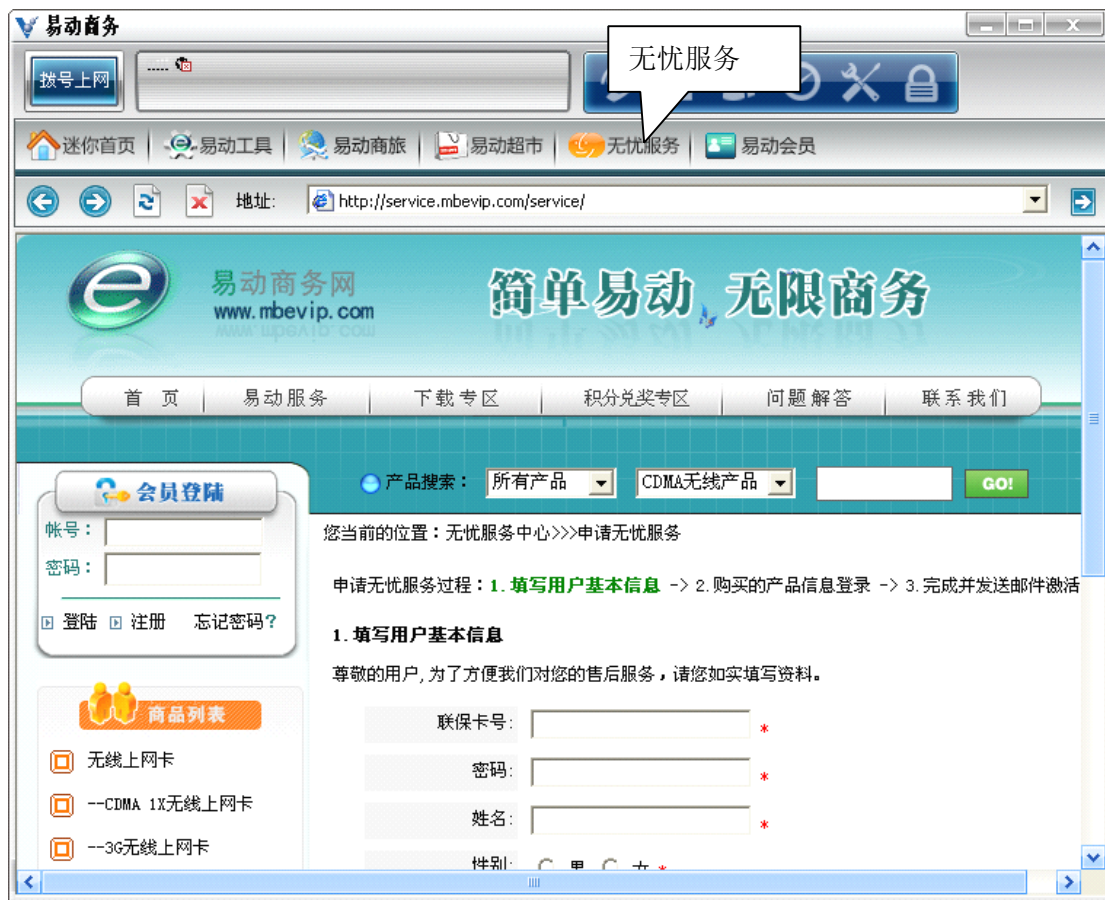 易动商务
无忧服务
拨号上网
.....
迷你首页 易动工具 易动商旅 易动超市 无忧服务 易动会员
地址: http://service.mbevip.com/service/
易动商务网
www.mbevip.com
简单易动,无限商务
首 页 易动服务 下载专区 积分兑奖专区 问题解答 联系我们
会员登陆
产品搜索: 所有产品 CDMA无线产品 GO!
帐号:
密码:
登陆 注册 忘记密码?
您当前的位置:无忧服务中心>>>申请无忧服务
申请无忧服务过程:1.填写用户基本信息 -> 2.购买的产品信息登录 -> 3.完成并发送邮件激活
1.填写用户基本信息
尊敬的用户,为了方便我们对您的售后服务,请您如实填写资料。
商品列表
无线上网卡
--CDMA 1X无线上网卡
--3G无线上网卡
联保卡号: *
密码: *
姓名: *
性别: 男 女 *